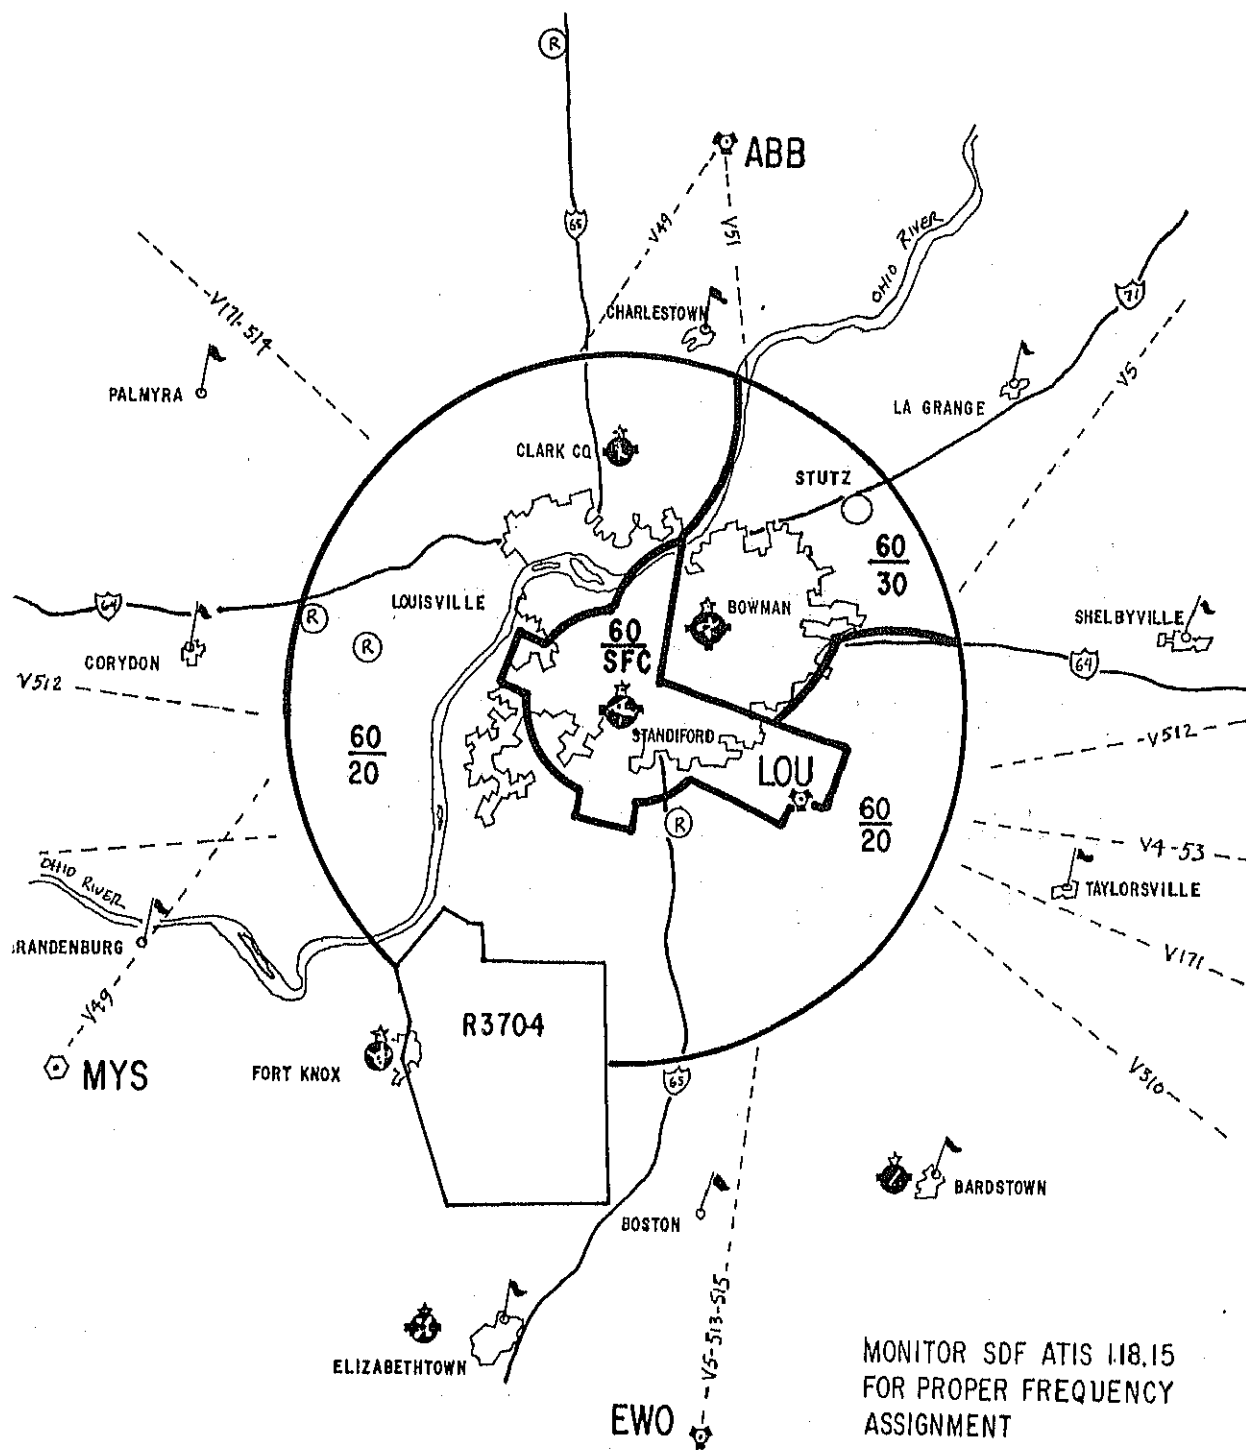 R
ABB
65
V49
V51
OHIO RIVER
71
V171-514
CHARLESTOWN
V5
PALMYRA
LA GRANGE
CLARK CO
STUTZ
60
30
64
R
LOUISVILLE
BOWMAN
SHELBYVILLE
R
60
SFC
CORYDON
64
V512
STANDIFORD
60
20
V512
LOU
60
20
R
V4-53
OHIO RIVER
TAYLORSVILLE
RANDENBURG
V171
V49
R3704
MYS
FORT KNOX
65
V310
BARDSTOWN
BOSTON
V5-513-515
ELIZABETHTOWN
MONITOR SDF ATIS 118.15
FOR PROPER FREQUENCY
ASSIGNMENT
EWO